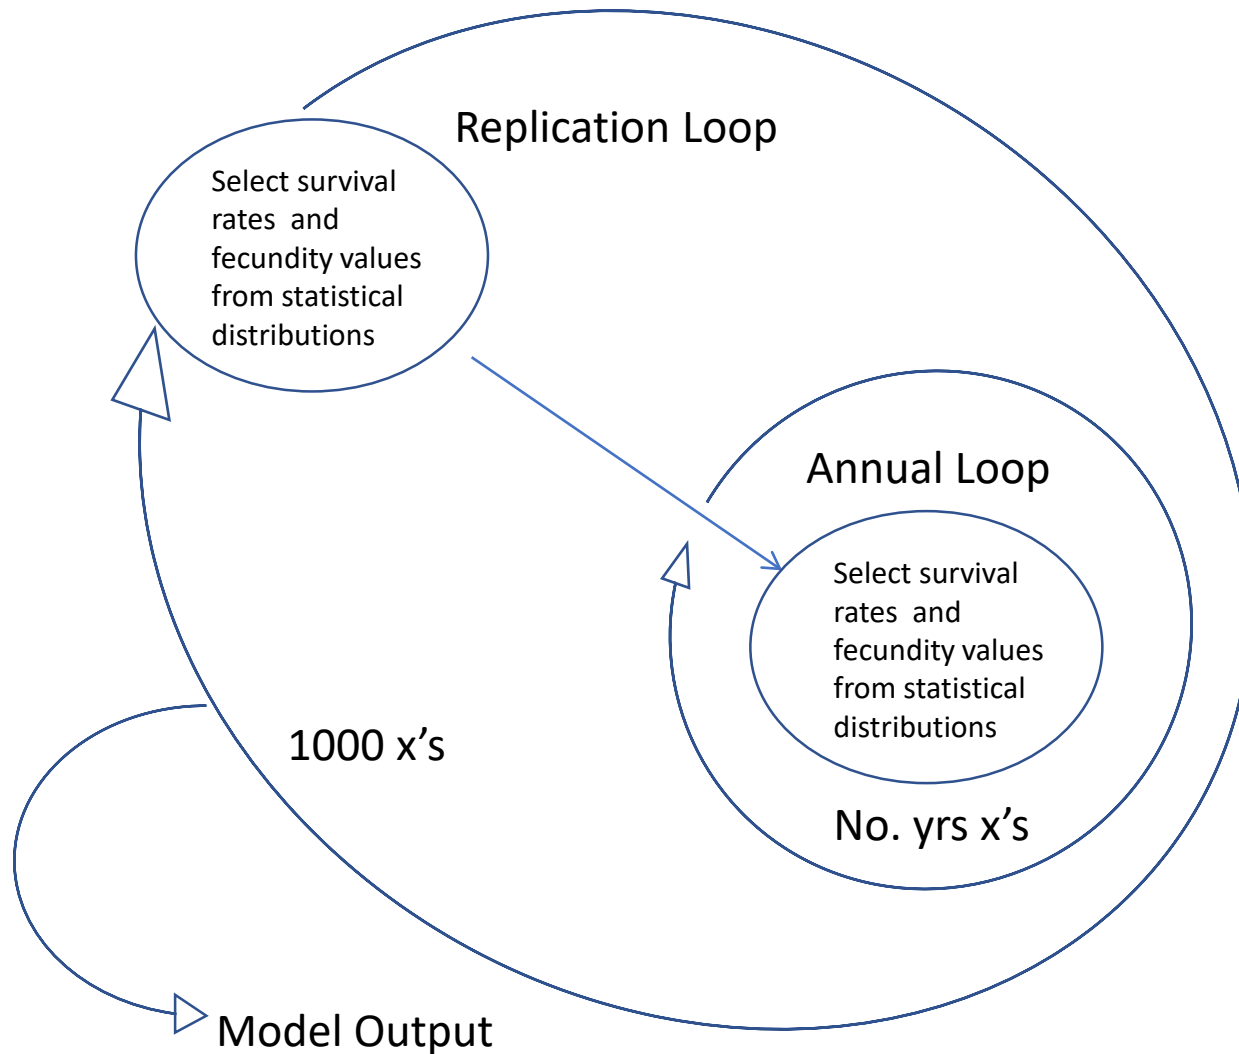 Replication Loop
Select survival
rates and
fecundity values
from statistical
distributions
Annual Loop
Select survival
rates and
fecundity values
from statistical
distributions
1000 x’s
No. yrs x’s
Model Output